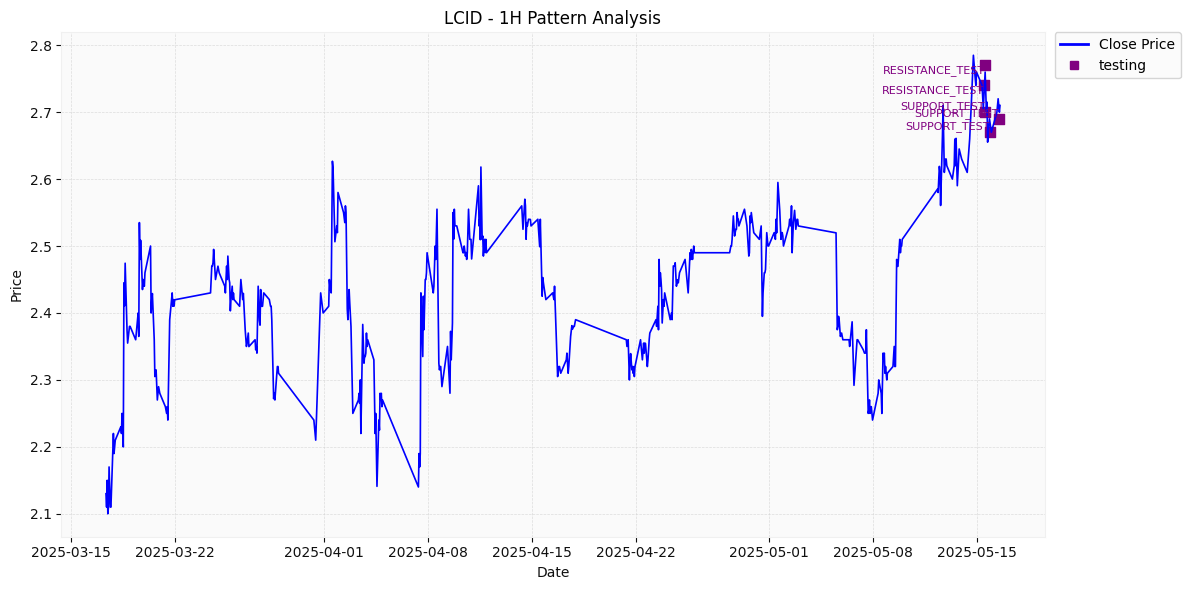 LCID - 1H Pattern Analysis
2.8
2.7
2.6
2.5
2.4
2.3
2.2
2.1
Price
RESISTANCE_TEST
RESISTANCE_TEST
SUPPORT_TEST
SUPPORT_TEST
SUPPORT_TEST
Close Price
testing
2025-03-15
2025-03-22
2025-04-01
2025-04-08
2025-04-15
2025-04-22
2025-05-01
2025-05-08
2025-05-15
Date